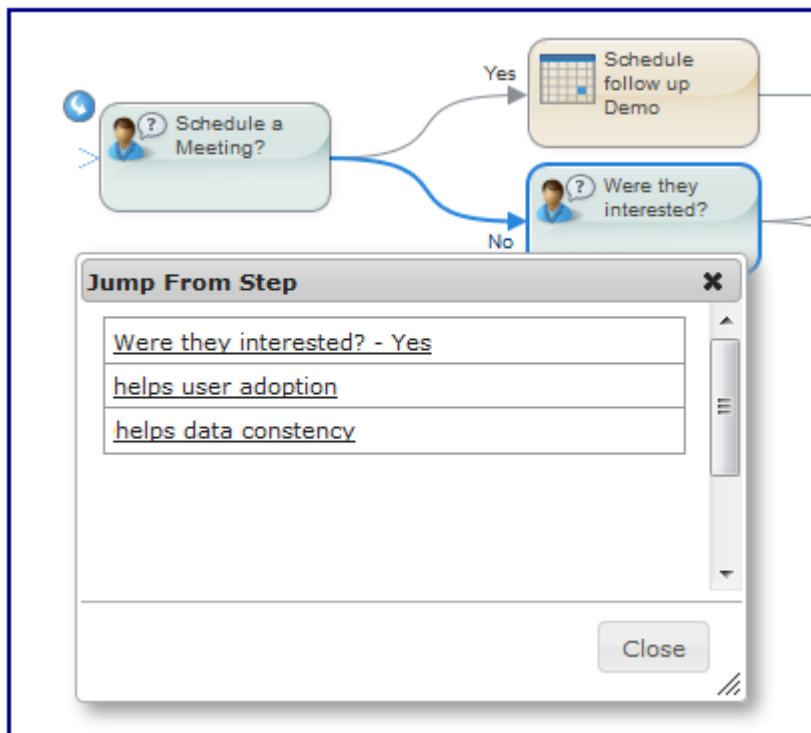 Schedule a
Meeting?
Yes
Schedule
follow up
Demo
Were they
interested?
No
Jump From Step
Were they interested? - Yes
helps user adoption
helps data constency
Close